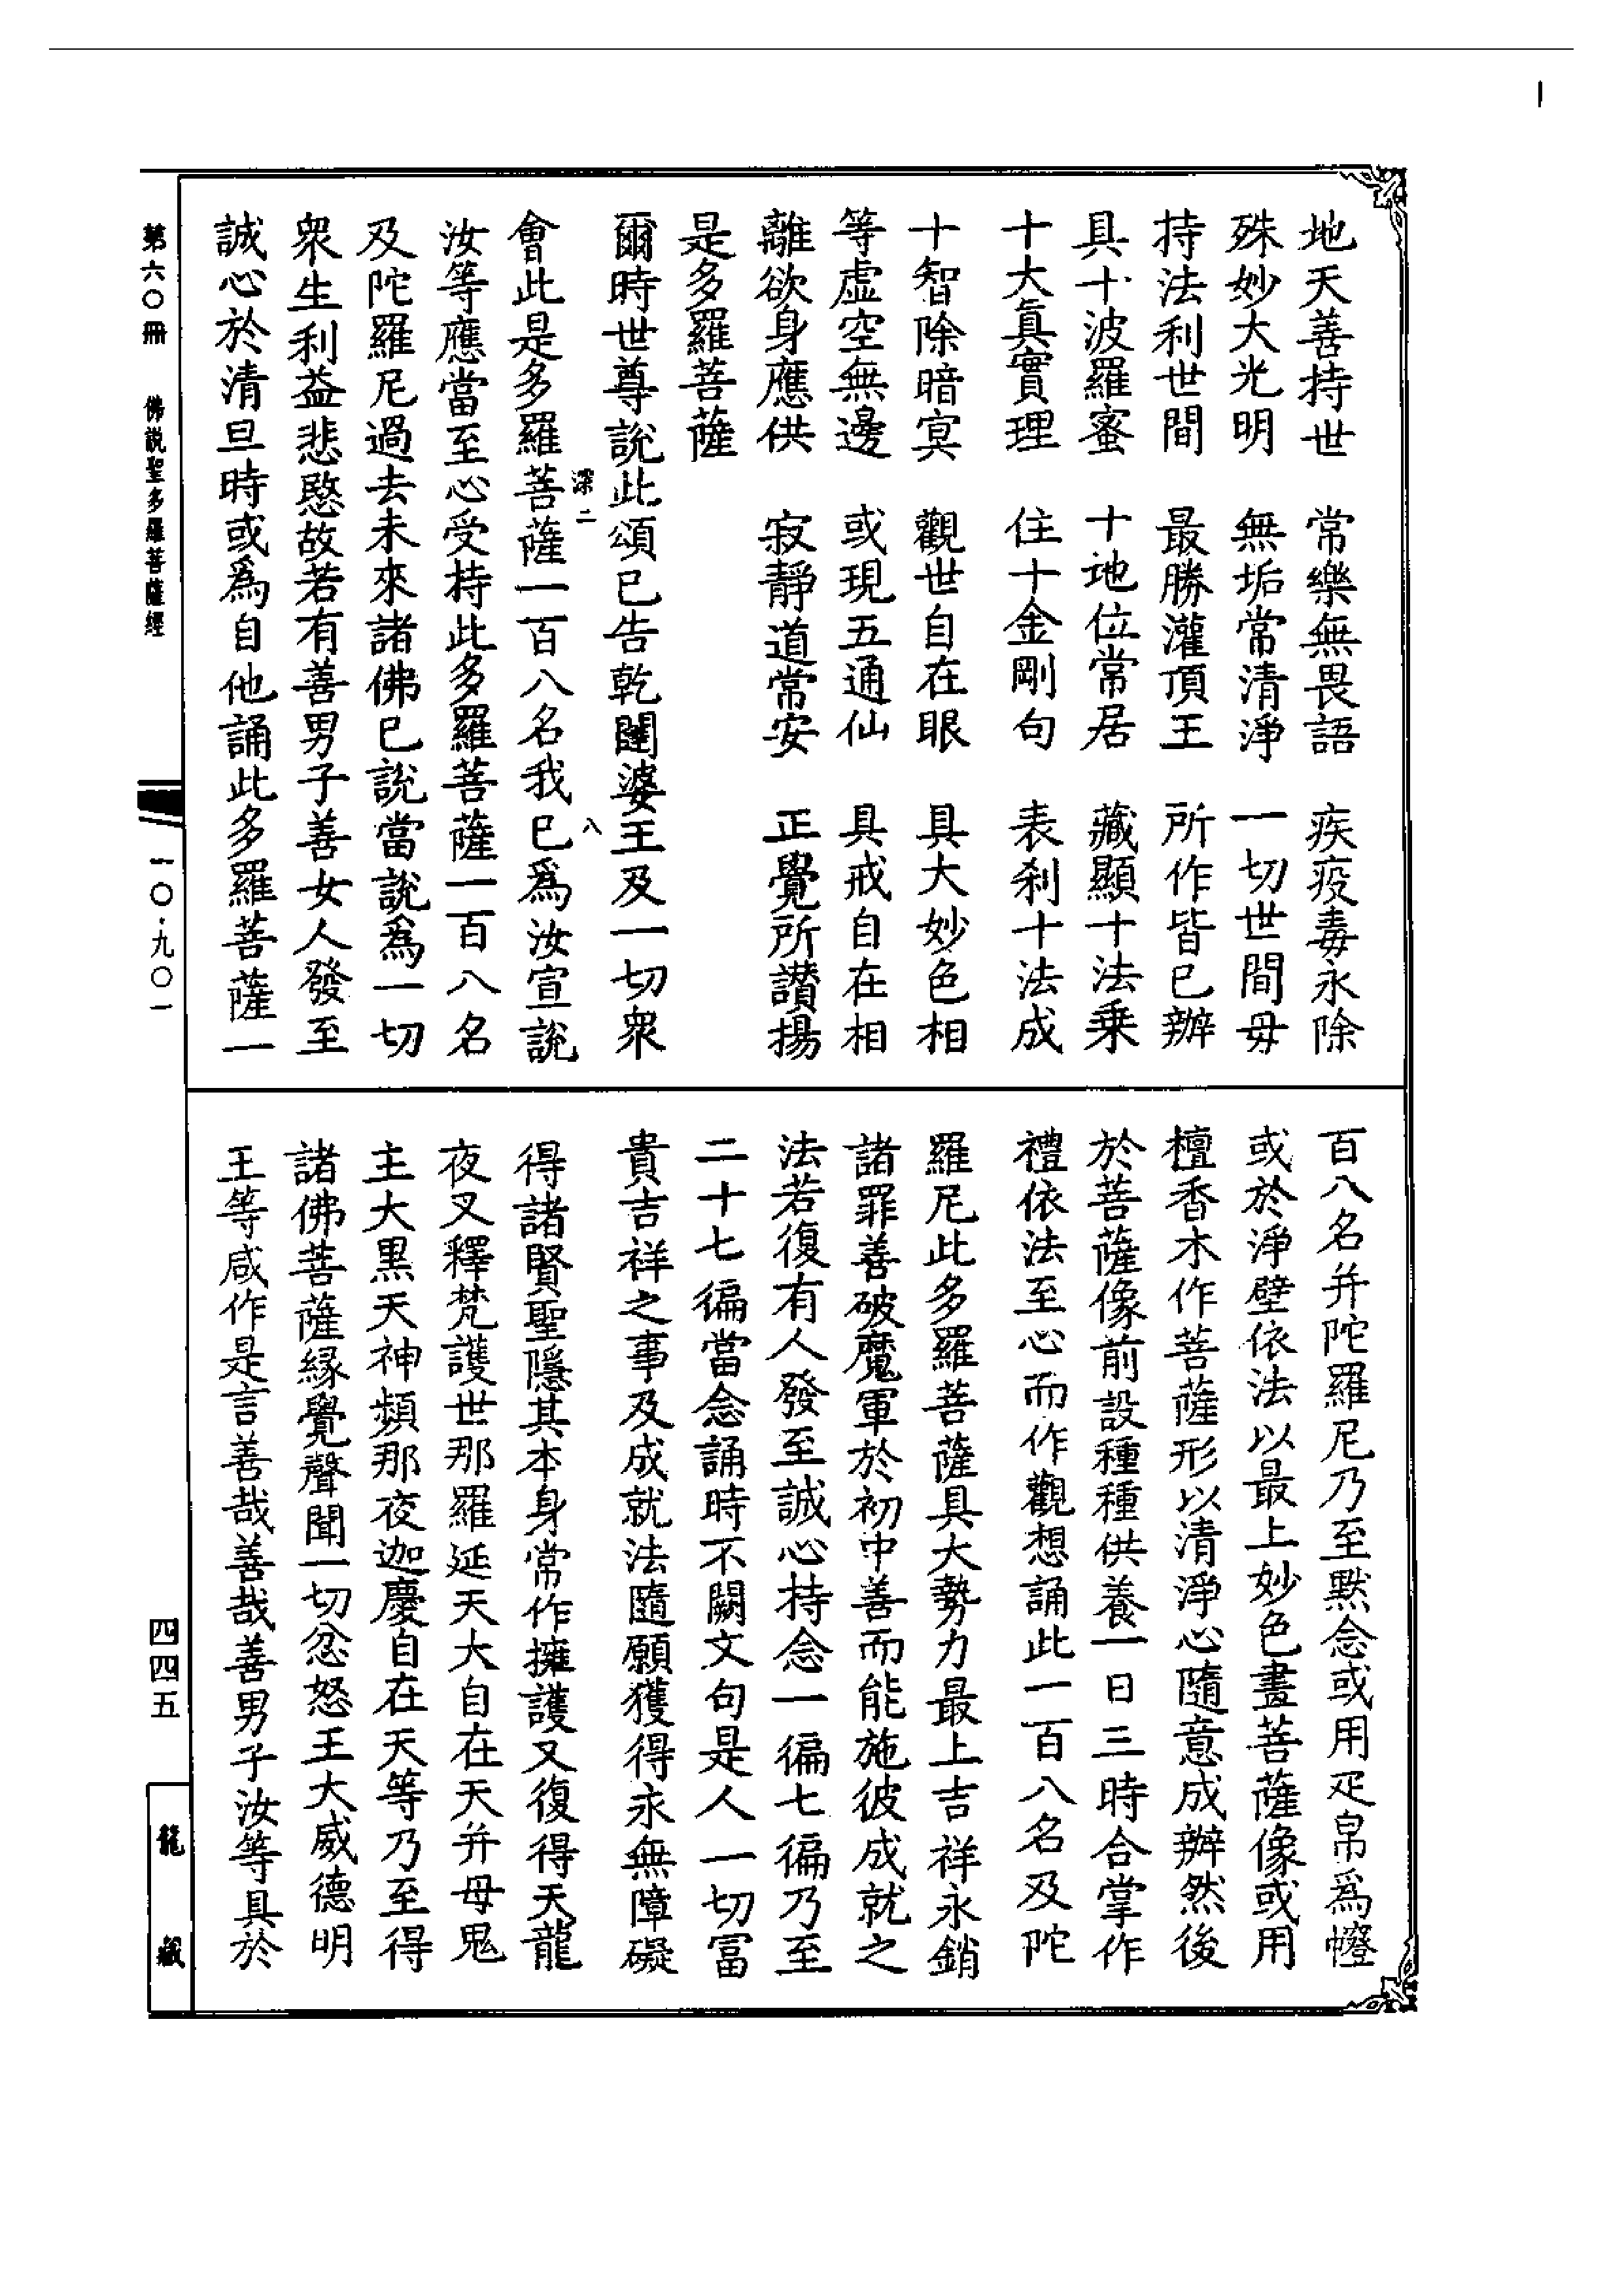 地天善持世　常樂無畏語　疾疫毒永除
殊妙大光明　無垢常清淨　一切世間母
持法利世間　最勝灌頂王　所作皆已辦
具十波羅蜜　十地位常居　藏顯十法乘
十大真實理　住十金剛句　表刹十法成
十智除暗冥　觀世自在眼　具大妙色相
等虛空無邊　或現五通仙　具戒自在相
離欲身應供　寂靜道常安　正覺所讚揚
是多羅菩薩
爾時世尊說此頌已告乾闥婆王及一切衆
深二　八
會此是多羅菩薩一百八名我已爲汝宣說
汝等應當至心受持此多羅菩薩一百八名
及陀羅尼過去未來諸佛已說當說爲一切
衆生利益悲愍故若有善男子善女人發至
誠心於清旦時或爲自他誦此多羅菩薩一
百八名并陀羅尼乃至默念或用疋帛爲㡧
或於淨壁依法以最上妙色畫菩薩像或用
檀香木作菩薩形以清淨心隨意成辦然後
於菩薩像前設種種供養一日三時合掌作
禮依法至心而作觀想誦此一百八名及陀
羅尼此多羅菩薩具大勢力最上吉祥永銷
諸罪善破魔軍於初中善而能施彼成就之
法若復有人發至誠心持念一徧七徧乃至
二十七徧當念誦時不闕文句是人一切冨
貴吉祥之事及成就法隨願獲得永無障礙
得諸賢聖隱其本身常作擁護又復得天龍
夜叉釋梵護世那羅延天大自在天并母鬼
主大黑天神頻那夜迦慶自在天等乃至得
諸佛菩薩緣覺聲聞一切忿怒王大威德明
王等咸作是言善哉善哉善男子汝等具於
第六〇冊　佛說聖多羅菩薩經
一〇·九〇一
四四五
龍藏